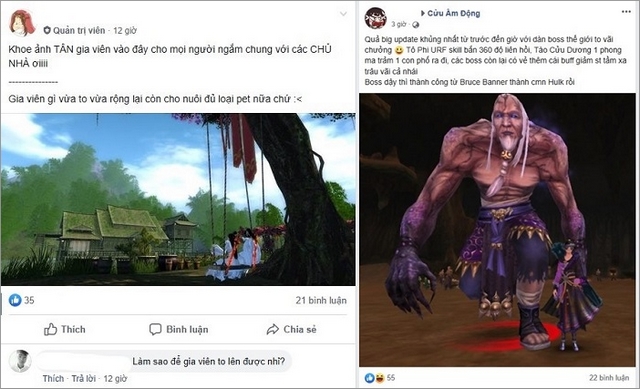 Quản trị viên · 12 giờ
Khoe ảnh TÂN gia viên vào đây cho mọi người ngắm chung với các CHỦ
NHÀ ơiiii
---------------
Gia viên gì vừa to vừa rộng lại còn cho nuôi đủ loại pet nữa chứ :<
35
21 bình luận
Thích
Bình luận
Chia sẻ
Làm sao để gia viên to lên được nhỉ?
Thích · Trả lời · 12 giờ
Cửu Âm Động
3 giờ
Quả big update khủng nhất từ trước đến giờ với dàn boss thế giới to vãi
chưởng 😃 Tô Phi URF skill bắn 360 độ liên hồi, Tào Cửu Dương 1 phong
ma trảm 1 con phố ra đi, các boss còn lại có vẻ thêm cái buff giảm st tẩm xa
trâu vãi cả nhái
Boss dậy thì thành công từ Bruce Banner thành cmn Hulk rồi
55
22 bình luận